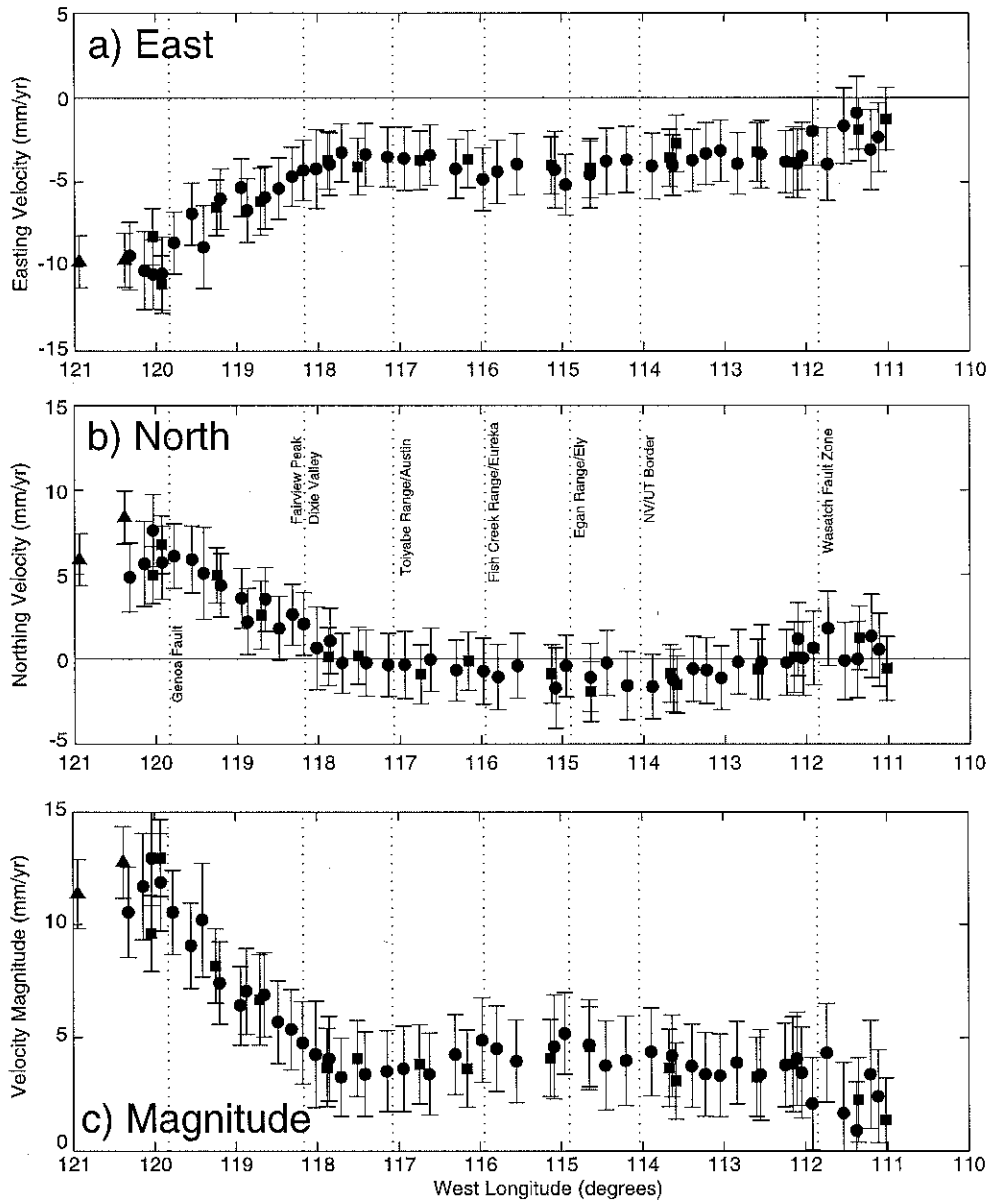 a) East
Easting Velocity (mm/yr)
5
0
-5
-10
-15
121 120 119 118 117 116 115 114 113 112 111 110
b) North
Northing Velocity (mm/yr)
15
10
5
0
-5
Genoa Fault
Fairview Peak
Dixie Valley
Toiyabe Range/Austin
Fish Creek Range/Eureka
Egan Range/Ely
NV/UT Border
Wasatch Fault Zone
121 120 119 118 117 116 115 114 113 112 111 110
c) Magnitude
Velocity Magnitude (mm/yr)
15
10
5
0
121 120 119 118 117 116 115 114 113 112 111 110
West Longitude (degrees)